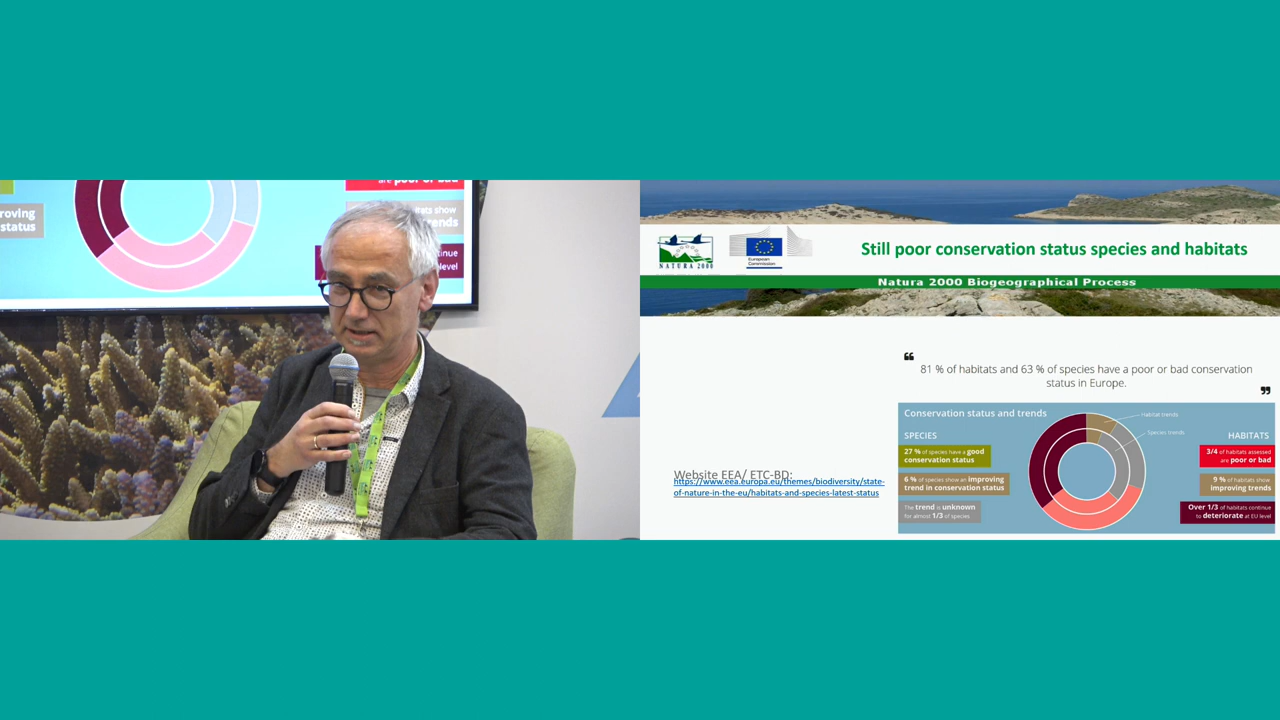 roving
status
are poor or bad
itats show
rends
tinue
level
NATURA 2000
European
Commission
Still poor conservation status species and habitats
Natura 2000 Biogeographical Process
“
81 % of habitats and 63 % of species have a poor or bad conservation
status in Europe.
”
Website EEA/ ETC-BD:
https://www.eea.europa.eu/themes/biodiversity/state-
of-nature-in-the-eu/habitats-and-species-latest-status
Conservation status and trends
Habitat trends
Species trends
SPECIES
27 % of species have a good
conservation status
6 % of species show an improving
trend in conservation status
The trend is unknown
for almost 1/3 of species
HABITATS
3/4 of habitats assessed
are poor or bad
9 % of habitats show
improving trends
Over 1/3 of habitats continue
to deteriorate at EU level